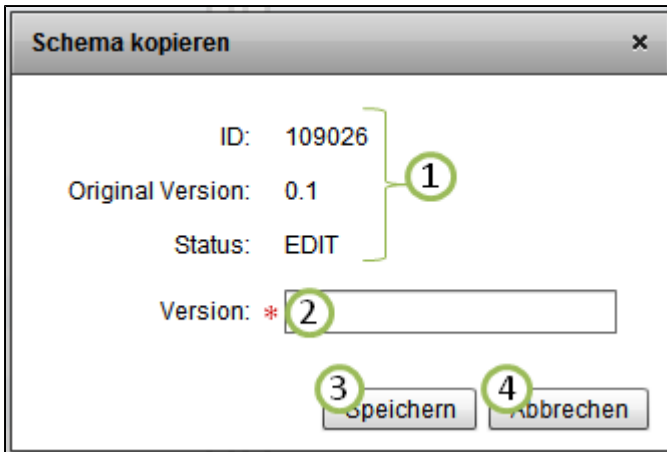 Schema kopieren ×
ID: 109026
Original Version: 0.1
1
Status: EDIT
Version: * 2
3 Speichern 4 Abbrechen